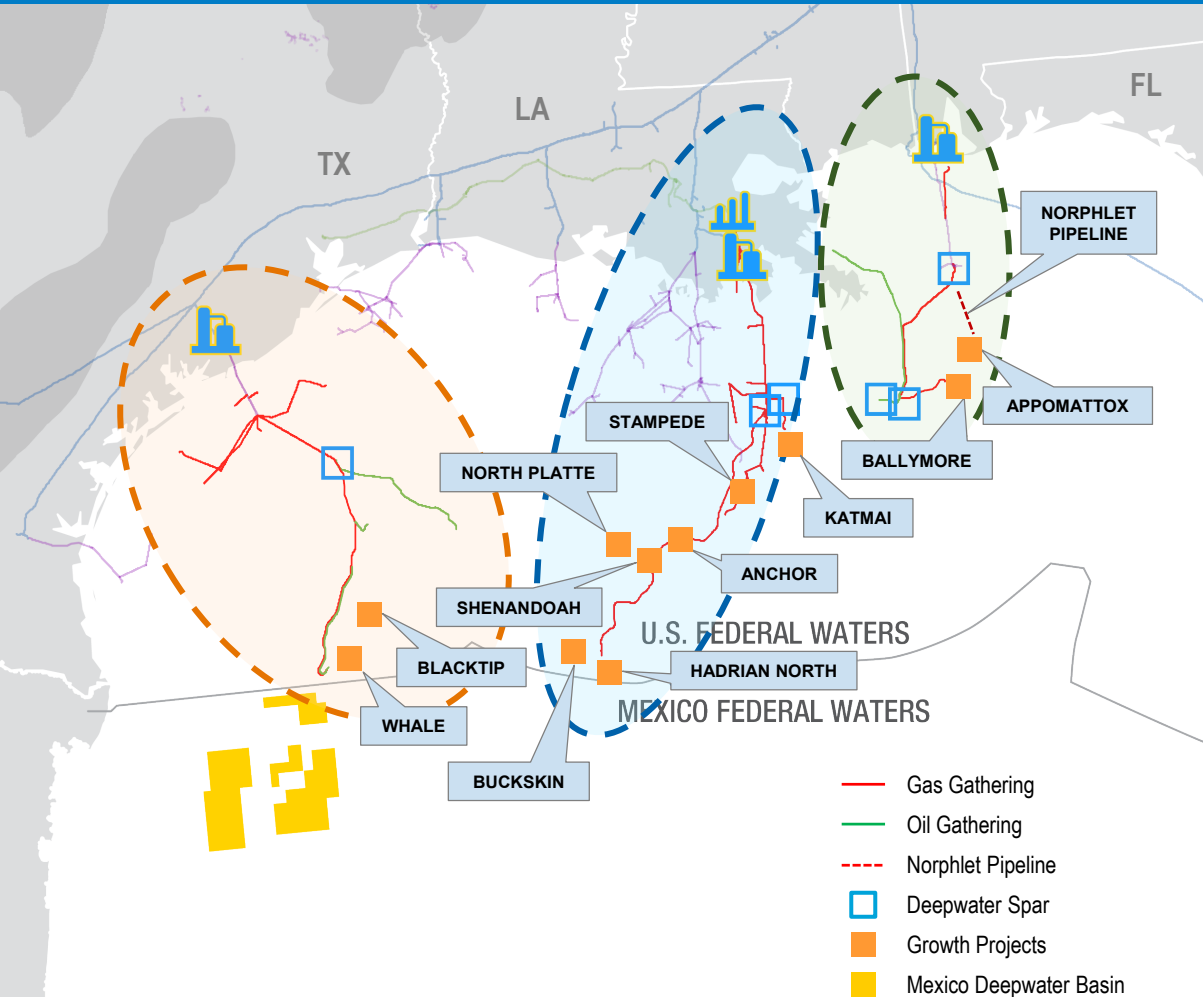 FL
LA
TX
NORPHLET
PIPELINE
APPOMATTOX
STAMPEDE
BALLYMORE
NORTH PLATTE
KATMAI
ANCHOR
SHENANDOAH
U.S. FEDERAL WATERS
BLACKTIP
HADRIAN NORTH
MEXICO FEDERAL WATERS
WHALE
BUCKSKIN
Gas Gathering
Oil Gathering
Norphlet Pipeline
Deepwater Spar
Growth Projects
Mexico Deepwater Basin